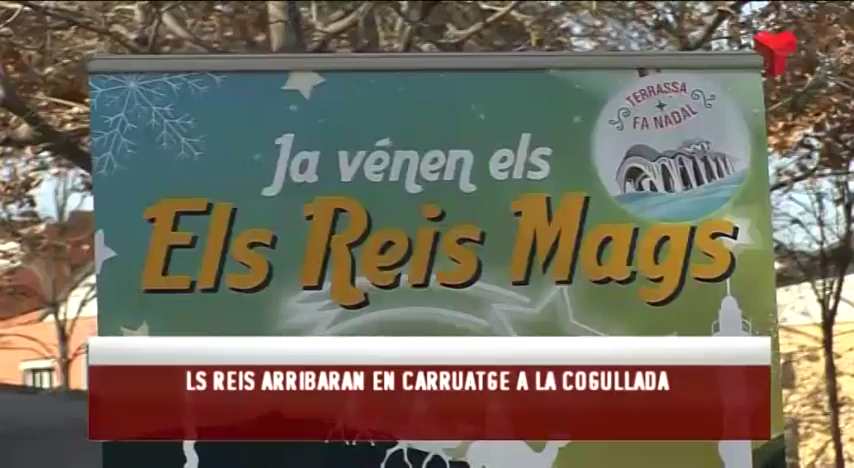 TERRASSA
FA NADAL
Ja vénen els
Els Reis Mags
LS REIS ARRIBARAN EN CARRUATGE A LA COGULLADA